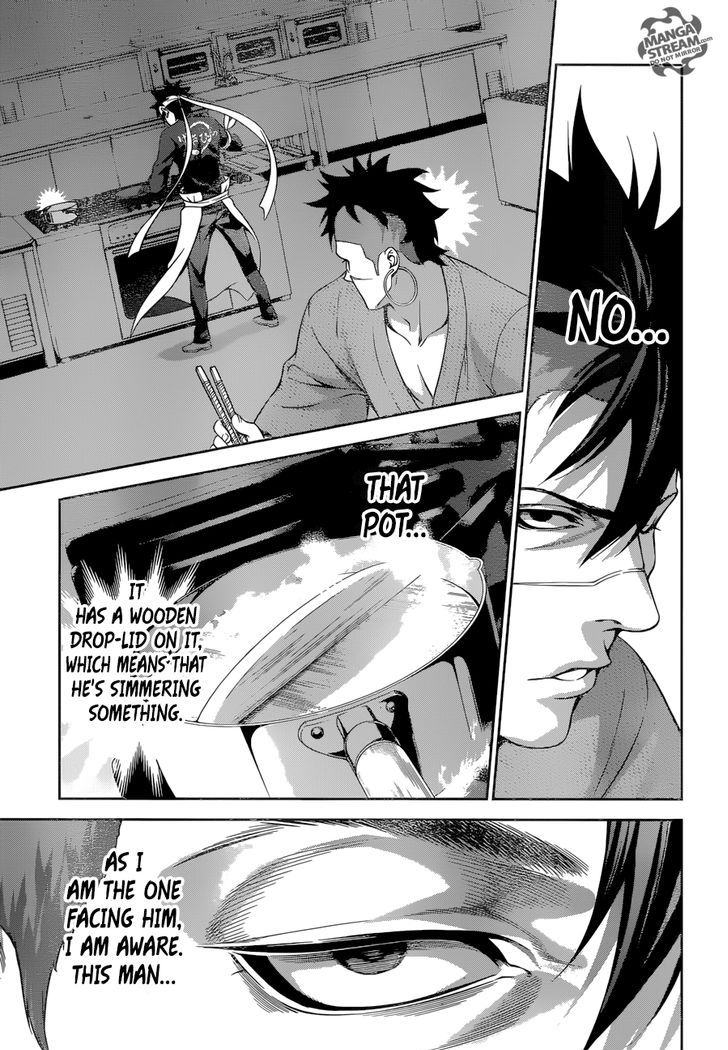 MANGA
STREAM.com
DO NOT MIRROR
NO...
THAT
POT...
IT
HAS A WOODEN
DROP-LID ON IT,
WHICH MEANS THAT
HE'S SIMMERING
SOMETHING.
AS I
AM THE ONE
FACING HIM,
I AM AWARE.
THIS MAN...